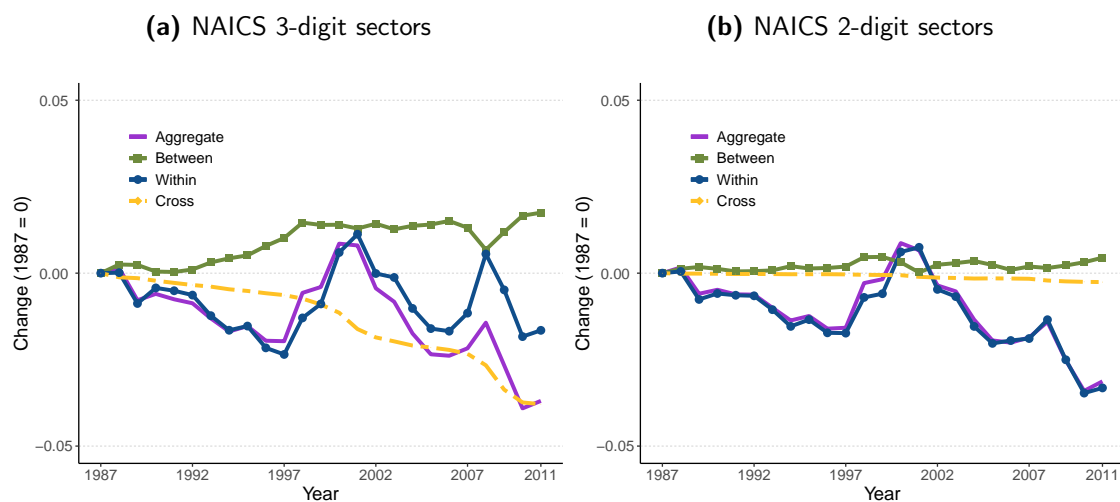 (a) NAICS 3-digit sectors
Change (1987 = 0)
0.05
0.00
−0.05
Aggregate
Between
Within
Cross
1987 1992 1997 2002 2007 2011
Year
(b) NAICS 2-digit sectors
Change (1987 = 0)
0.05
0.00
−0.05
Aggregate
Between
Within
Cross
1987 1992 1997 2002 2007 2011
Year